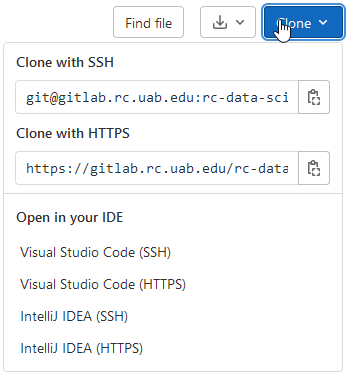 Find file
Clone
Clone with SSH
git@gitlab.rc.uab.edu:rc-data-sci
Clone with HTTPS
https://gitlab.rc.uab.edu/rc-data
Open in your IDE
Visual Studio Code (SSH)
Visual Studio Code (HTTPS)
IntelliJ IDEA (SSH)
IntelliJ IDEA (HTTPS)